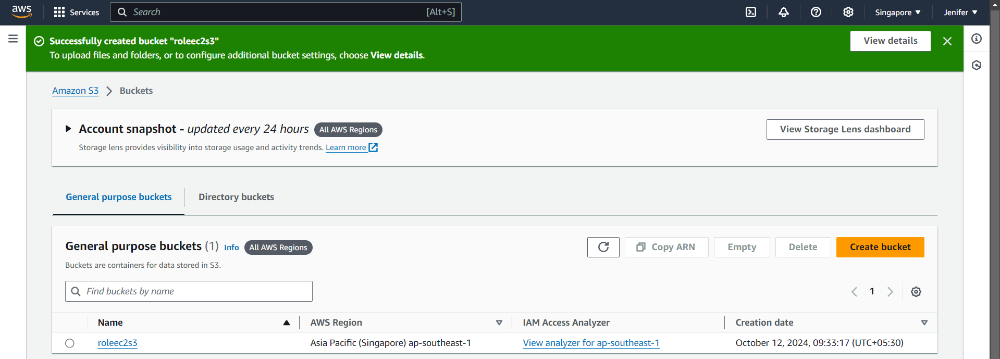 aws Services Search [Alt+S] Singapore Jenifer
Successfully created bucket "roleec2s3"
To upload files and folders, or to configure additional bucket settings, choose View details.
View details
Amazon S3 Buckets
Account snapshot - updated every 24 hours All AWS Regions
Storage lens provides visibility into storage usage and activity trends. Learn more
View Storage Lens dashboard
General purpose buckets Directory buckets
General purpose buckets (1) Info All AWS Regions
Buckets are containers for data stored in S3.
Copy ARN Empty Delete Create bucket
Find buckets by name
1
Name AWS Region IAM Access Analyzer Creation date
roleec2s3 Asia Pacific (Singapore) ap-southeast-1 View analyzer for ap-southeast-1 October 12, 2024, 09:33:17 (UTC+05:30)